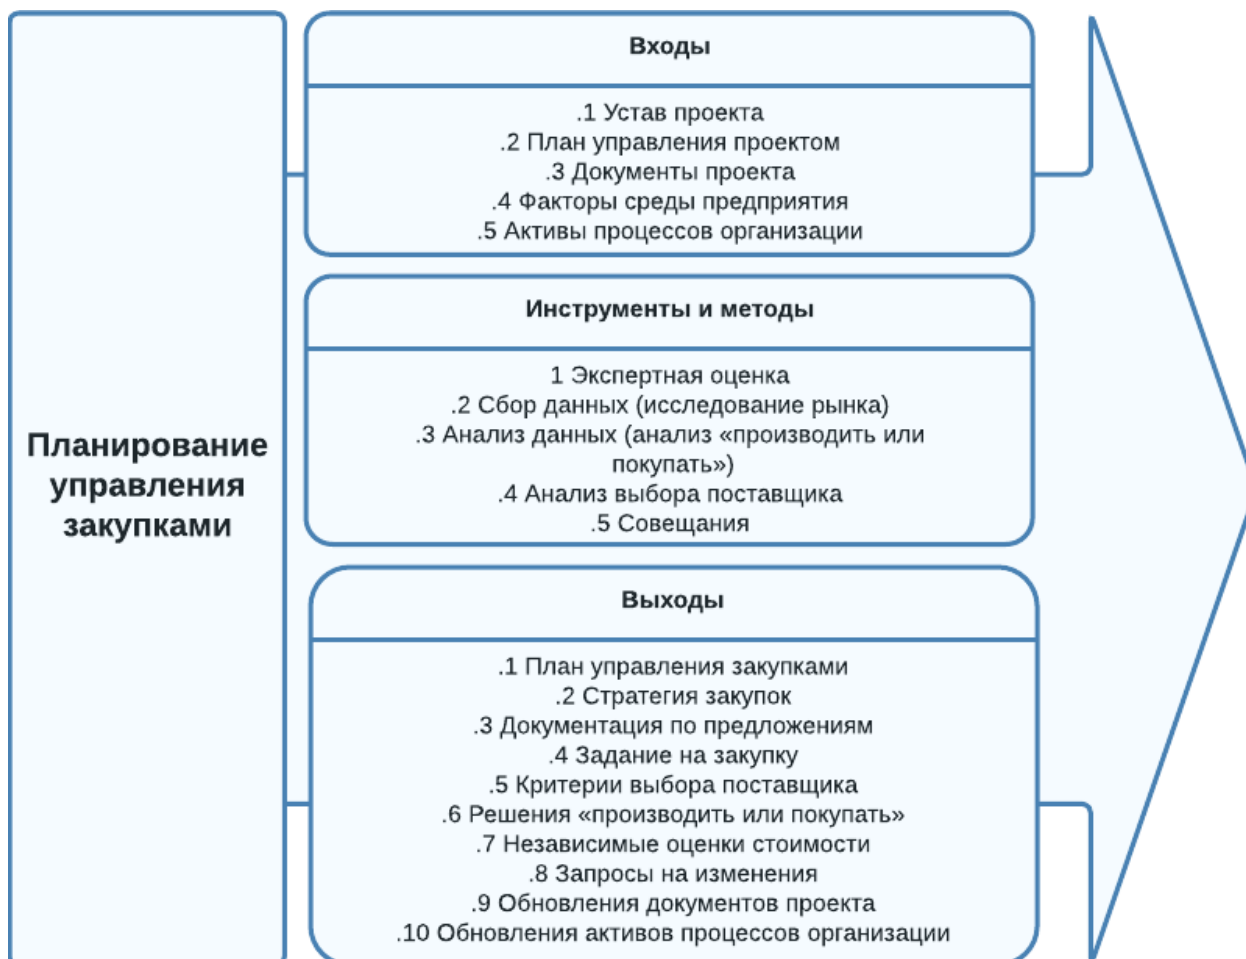 Планирование
управления
закупками
Входы
.1 Устав проекта
.2 План управления проектом
.3 Документы проекта
.4 Факторы среды предприятия
.5 Активы процессов организации
Инструменты и методы
1 Экспертная оценка
.2 Сбор данных (исследование рынка)
.3 Анализ данных (анализ «производить или
покупать»)
.4 Анализ выбора поставщика
.5 Совещания
Выходы
.1 План управления закупками
.2 Стратегия закупок
.3 Документация по предложениям
.4 Задание на закупку
.5 Критерии выбора поставщика
.6 Решения «производить или покупать»
.7 Независимые оценки стоимости
.8 Запросы на изменения
.9 Обновления документов проекта
.10 Обновления активов процессов организации